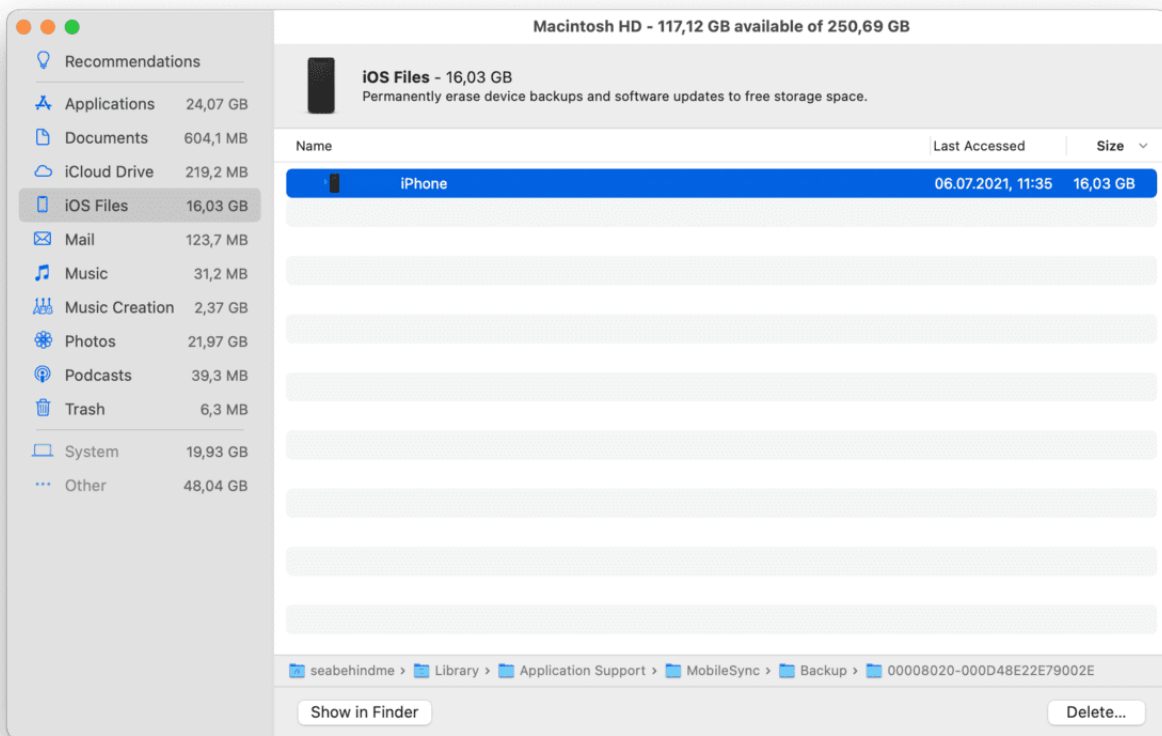 Macintosh HD - 117,12 GB available of 250,69 GB
Recommendations
Applications 24,07 GB
Documents 604,1 MB
iCloud Drive 219,2 MB
iOS Files 16,03 GB
Mail 123,7 MB
Music 31,2 MB
Music Creation 2,37 GB
Photos 21,97 GB
Podcasts 39,3 MB
Trash 6,3 MB
System 19,93 GB
Other 48,04 GB
iOS Files - 16,03 GB
Permanently erase device backups and software updates to free storage space.
Name Last Accessed Size
iPhone 06.07.2021, 11:35 16,03 GB
seabehindme › Library › Application Support › MobileSync › Backup › 00008020-000D48E22E79002E
Show in Finder Delete...